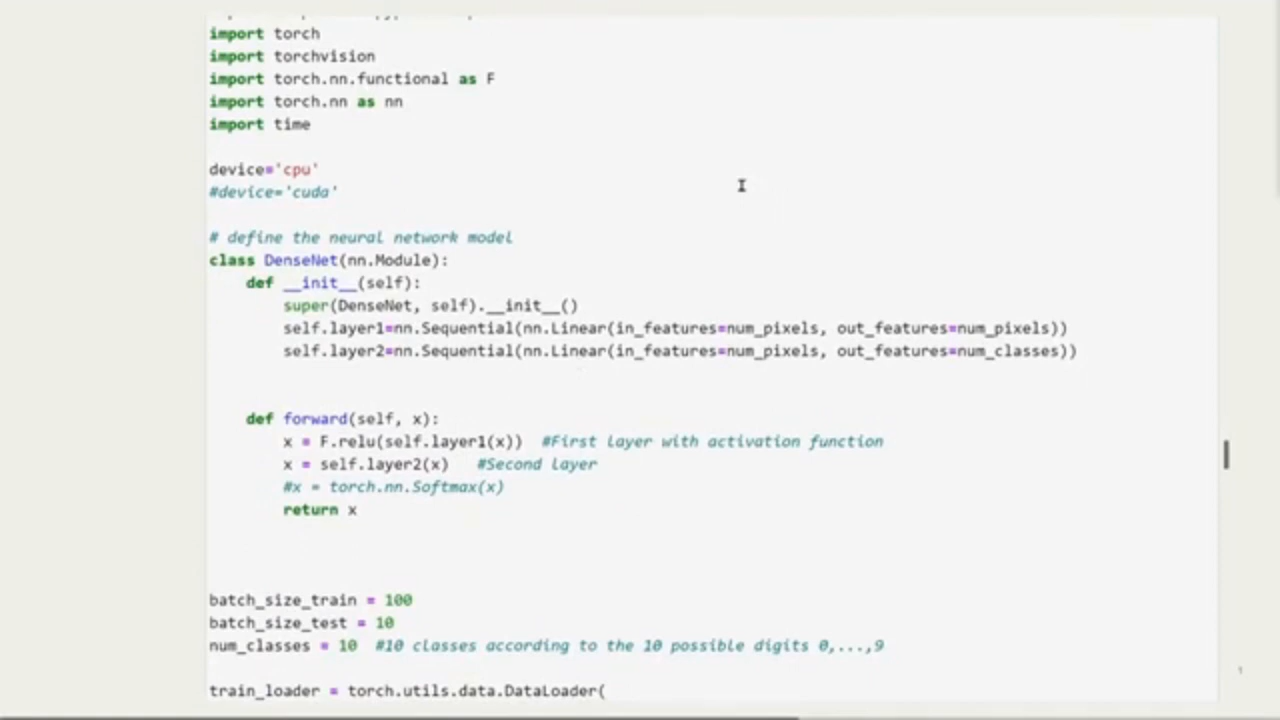 import torch
import torchvision
import torch.nn.functional as F
import torch.nn as nn
import time
device='cpu'
#device='cuda'
# define the neural network model
class DenseNet(nn.Module):
    def __init__(self):
        super(DenseNet, self).__init__()
        self.layer1=nn.Sequential(nn.Linear(in_features=num_pixels, out_features=num_pixels))
        self.layer2=nn.Sequential(nn.Linear(in_features=num_pixels, out_features=num_classes))
    def forward(self, x):
        x = F.relu(self.layer1(x))  #First layer with activation function
        x = self.layer2(x)   #Second layer
        #x = torch.nn.Softmax(x)
        return x
batch_size_train = 100
batch_size_test = 10
num_classes = 10  #10 classes according to the 10 possible digits 0,...,9
train_loader = torch.utils.data.DataLoader(